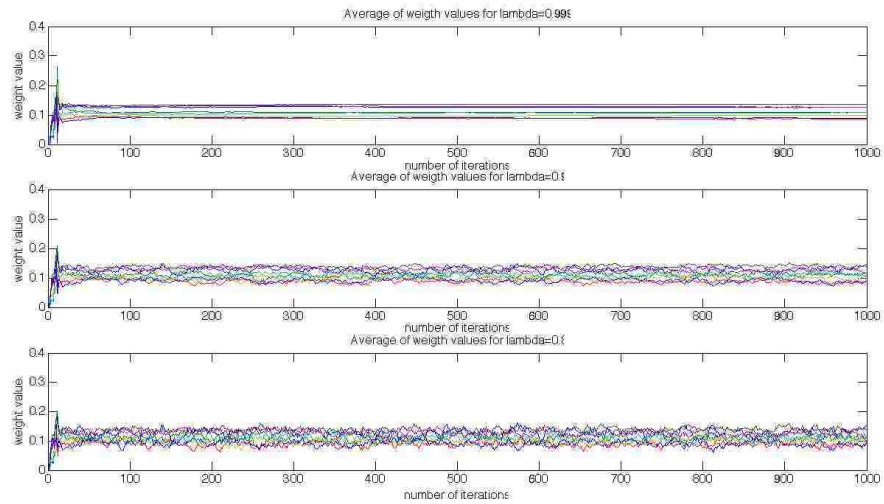 Average of weigth values for lambda=0.999
0.4
0.3
0.2
0.1
0
weight value
0 100 200 300 400 500 600 700 800 900 1000
number of iterations
Average of weigth values for
0.4
0.3
0.2
0.1
0
weight value
0 100 200 300 400 500 600 700 800 900 1000
number of iterations
Average of weigth values for
0.4
0.3
0.2
0.1
0
weight value
0 100 200 300 400 500 600 700 800 900 1000
number of iterations